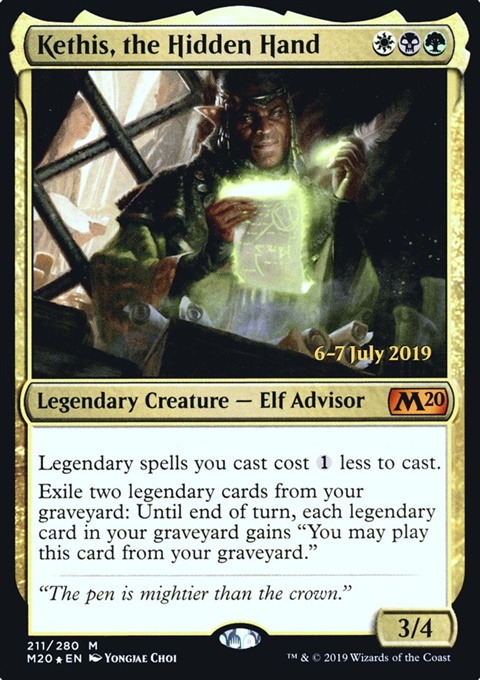 Kethis, the Hidden Hand
6–7 July 2019
Legendary Creature — Elf Advisor
M20
Legendary spells you cast cost 1 less to cast.
Exile two legendary cards from your
graveyard: Until end of turn, each legendary
card in your graveyard gains “You may play
this card from your graveyard.”
“The pen is mightier than the crown.”
3/4
211/280 M
M20 ★ EN Yongjae Choi
™ & © 2019 Wizards of the Coast